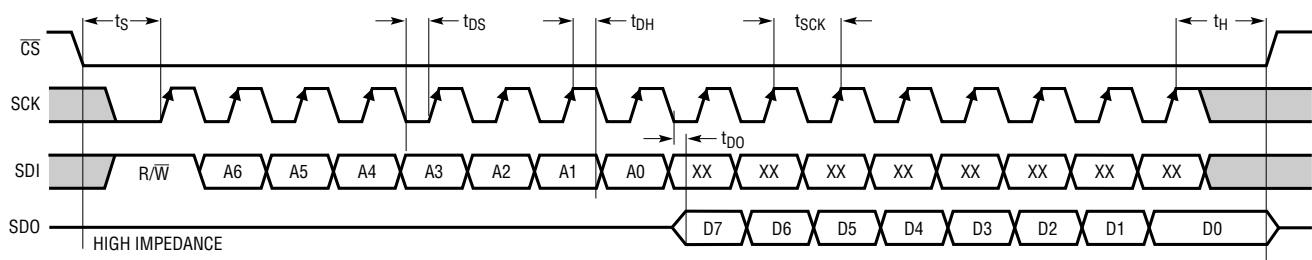 tS tDS tDH tSCK tH
C̅S̅
SCK
tDO
SDI R/W̅ A6 A5 A4 A3 A2 A1 A0 XX XX XX XX XX XX XX XX
SDO D7 D6 D5 D4 D3 D2 D1 D0
HIGH IMPEDANCE